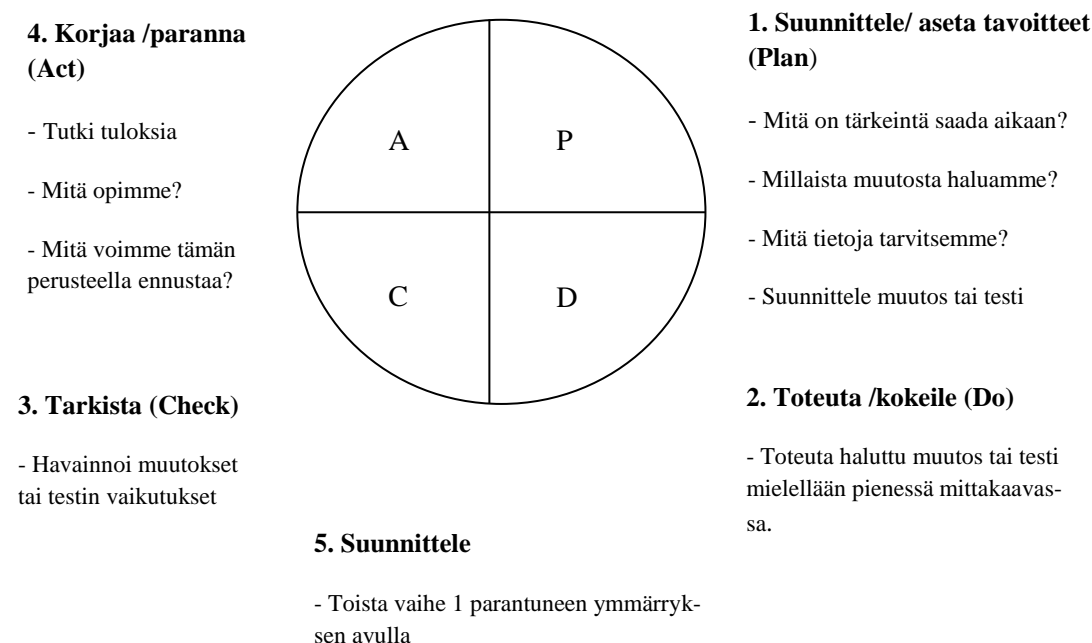 4. Korjaa /paranna
(Act)
- Tutki tuloksia
- Mitä opimme?
- Mitä voimme tämän
perusteella ennustaa?
A
P
C
D
1. Suunnittele/ aseta tavoitteet
(Plan)
- Mitä on tärkeintä saada aikaan?
- Millaista muutosta haluamme?
- Mitä tietoja tarvitsemme?
- Suunnittele muutos tai testi
3. Tarkista (Check)
- Havainnoi muutokset
tai testin vaikutukset
2. Toteuta /kokeile (Do)
- Toteuta haluttu muutos tai testi
mielellään pienessä mittakaavas-
sa.
5. Suunnittele
- Toista vaihe 1 parantuneen ymmärryk-
sen avulla